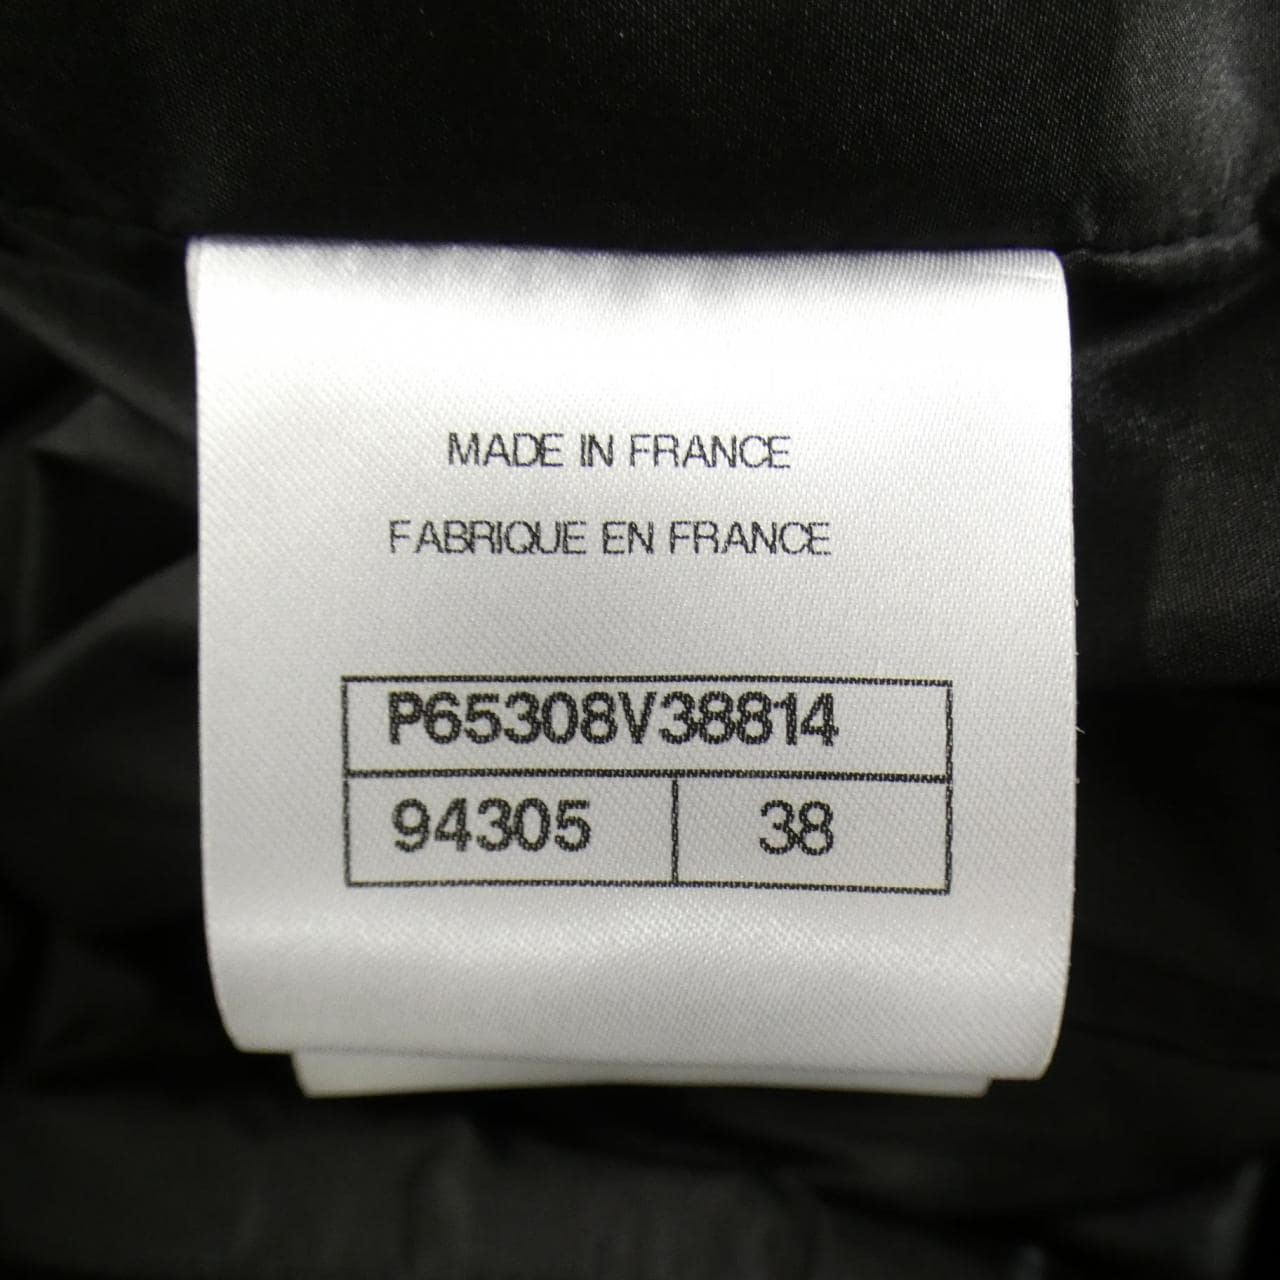 MADE IN FRANCE
FABRIQUE EN FRANCE
P65308V38814
94305 38